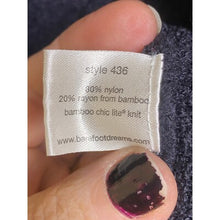 style 436
80% nylon
20% rayon from bamboo
bamboo chic lite® knit
www.barefootdreams.com